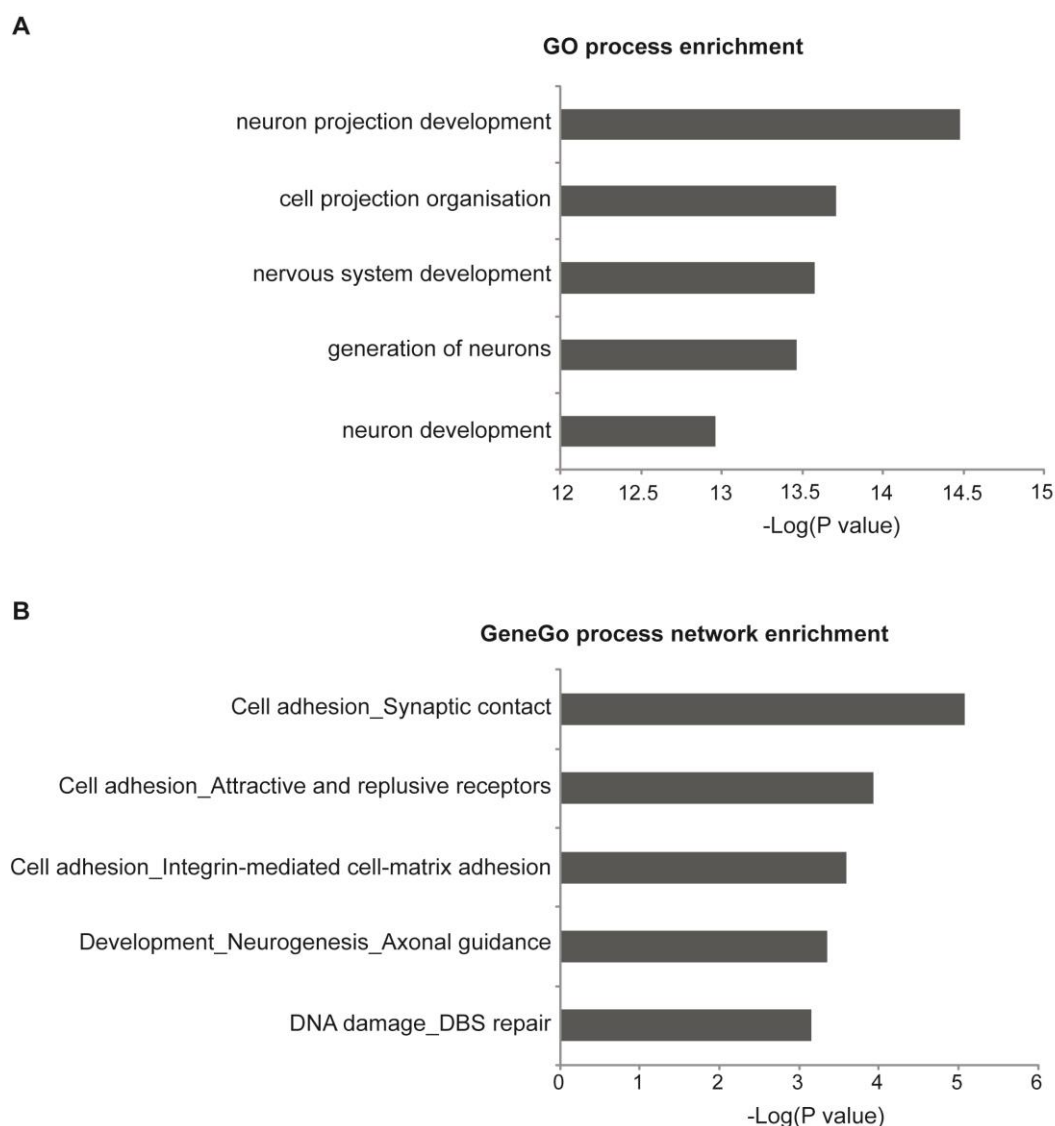 A
GO process enrichment
neuron projection development
cell projection organisation
nervous system development
generation of neurons
neuron development
12 12.5 13 13.5 14 14.5 15
-Log(P value)
B
GeneGo process network enrichment
Cell adhesion_Synaptic contact
Cell adhesion_Attractive and replusive receptors
Cell adhesion_Integrin-mediated cell-matrix adhesion
Development_Neurogenesis_Axonal guidance
DNA damage_DBS repair
0 1 2 3 4 5 6
-Log(P value)